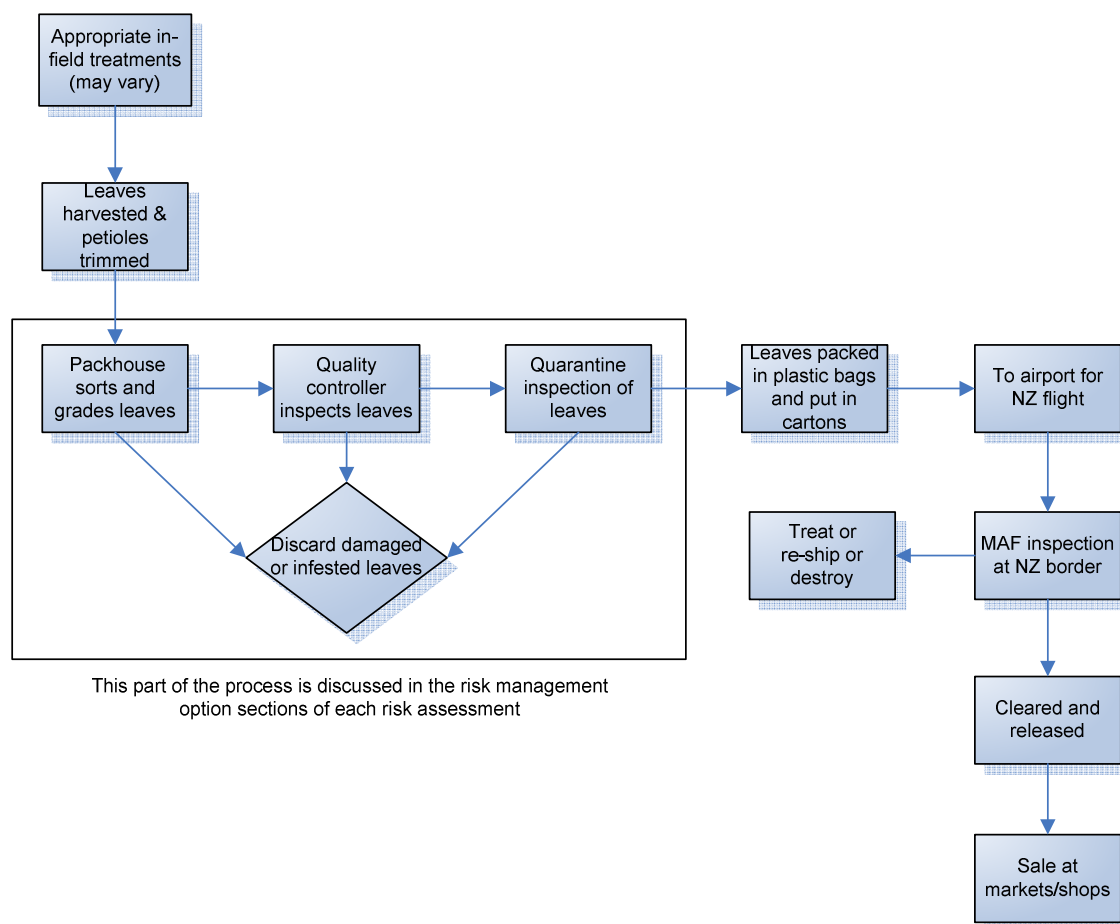 Appropriate in-
field treatments
(may vary)
Leaves
harvested &
petioles
trimmed
Packhouse
sorts and
grades leaves
Quality
controller
inspects leaves
Quarantine
inspection of
leaves
Leaves packed
in plastic bags
and put in
cartons
To airport for
NZ flight
Discard damaged
or infested leaves
Treat or
re-ship or
destroy
MAF inspection
at NZ border
This part of the process is discussed in the risk management
option sections of each risk assessment
Cleared and
released
Sale at
markets/shops